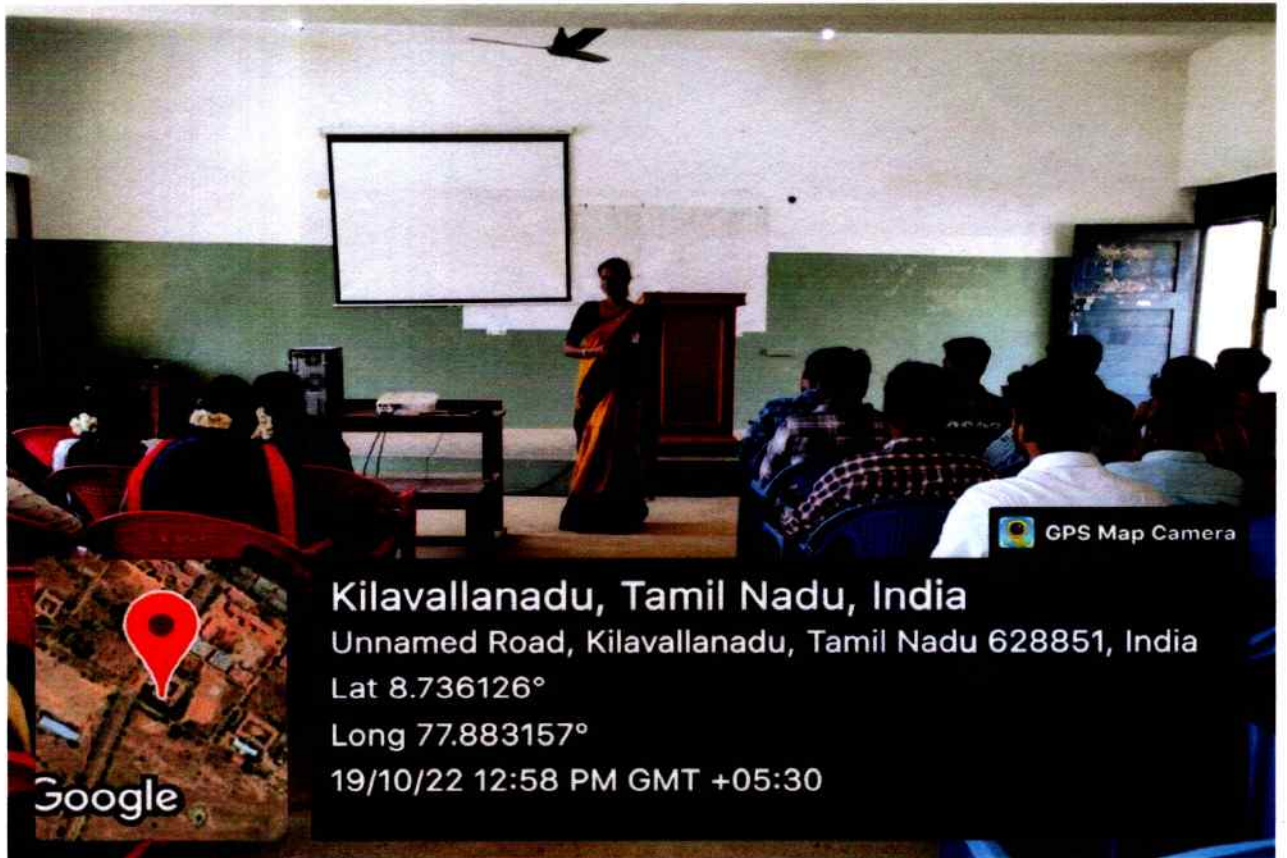 GPS Map Camera
Kilavallanadu, Tamil Nadu, India
Unnamed Road, Kilavallanadu, Tamil Nadu 628851, India
Lat 8.736126°
Long 77.883157°
19/10/22 12:58 PM GMT +05:30
Google